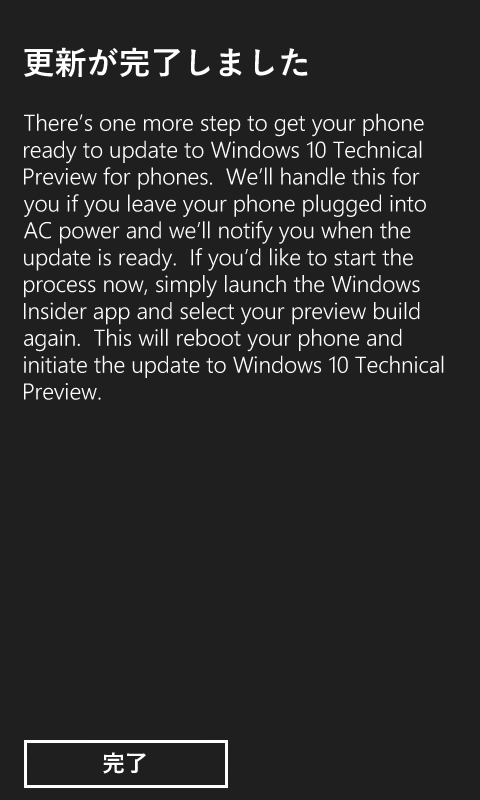 更新が完了しました
There's one more step to get your phone
ready to update to Windows 10 Technical
Preview for phones.  We'll handle this for
you if you leave your phone plugged into
AC power and we'll notify you when the
update is ready.  If you'd like to start the
process now, simply launch the Windows
Insider app and select your preview build
again.  This will reboot your phone and
initiate the update to Windows 10 Technical
Preview.
完了